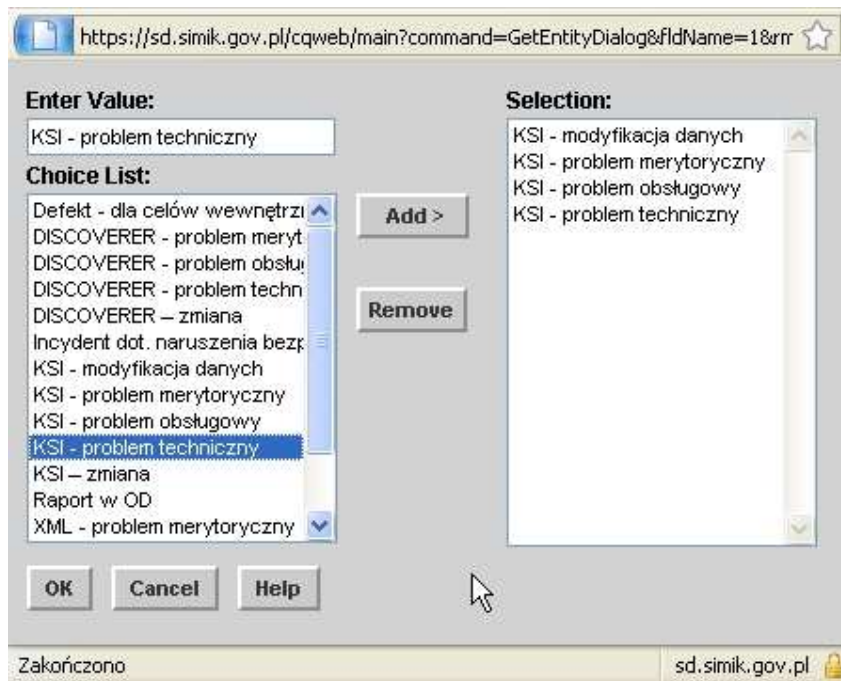 https://sd.simik.gov.pl/cqweb/main?command=GetEntityDialog&fldName=1&rm
Enter Value:
KSI - problem techniczny
Choice List:
Defekt - dla celów wewnętrzi
DISCOVERER - problem meryt
DISCOVERER - problem obsłu
DISCOVERER - problem techn
DISCOVERER – zmiana
Incydent dot. naruszenia bezp
KSI - modyfikacja danych
KSI - problem merytoryczny
KSI - problem obsługowy
KSI - problem techniczny
KSI – zmiana
Raport w OD
XML - problem merytoryczny
Add >
Remove
Selection:
KSI - modyfikacja danych
KSI - problem merytoryczny
KSI - problem obsługowy
KSI - problem techniczny
OK Cancel Help
Zakończono sd.simik.gov.pl